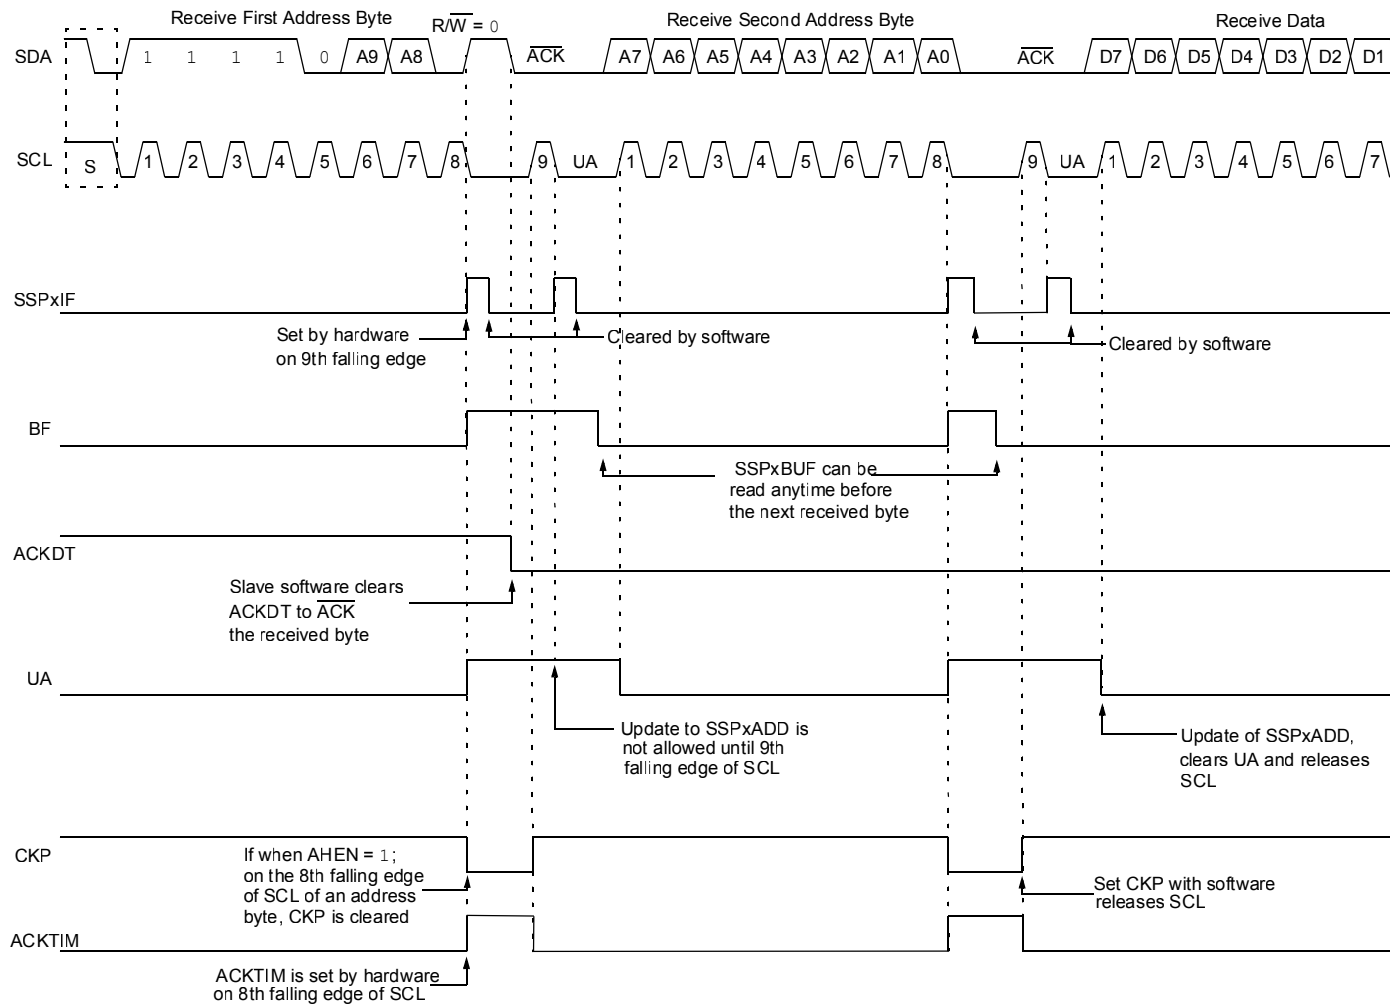 Receive First Address Byte
R/W = 0
Receive Second Address Byte
Receive Data
SDA
1 1 1 1 0 A9 A8
ACK
A7 A6 A5 A4 A3 A2 A1 A0
ACK
D7 D6 D5 D4 D3 D2 D1
SCL
S
1 2 3 4 5 6 7 8 9 UA 1 2 3 4 5 6 7 8 9 UA 1 2 3 4 5 6 7
SSPxIF
Set by hardware
on 9th falling edge
Cleared by software
Cleared by software
BF
SSPxBUF can be
read anytime before
the next received byte
ACKDT
Slave software clears
ACKDT to ACK
the received byte
UA
Update to SSPxADD is
not allowed until 9th
falling edge of SCL
Update of SSPxADD,
clears UA and releases
SCL
CKP
If when AHEN = 1;
on the 8th falling edge
of SCL of an address
byte, CKP is cleared
Set CKP with software
releases SCL
ACKTIM
ACKTIM is set by hardware
on 8th falling edge of SCL